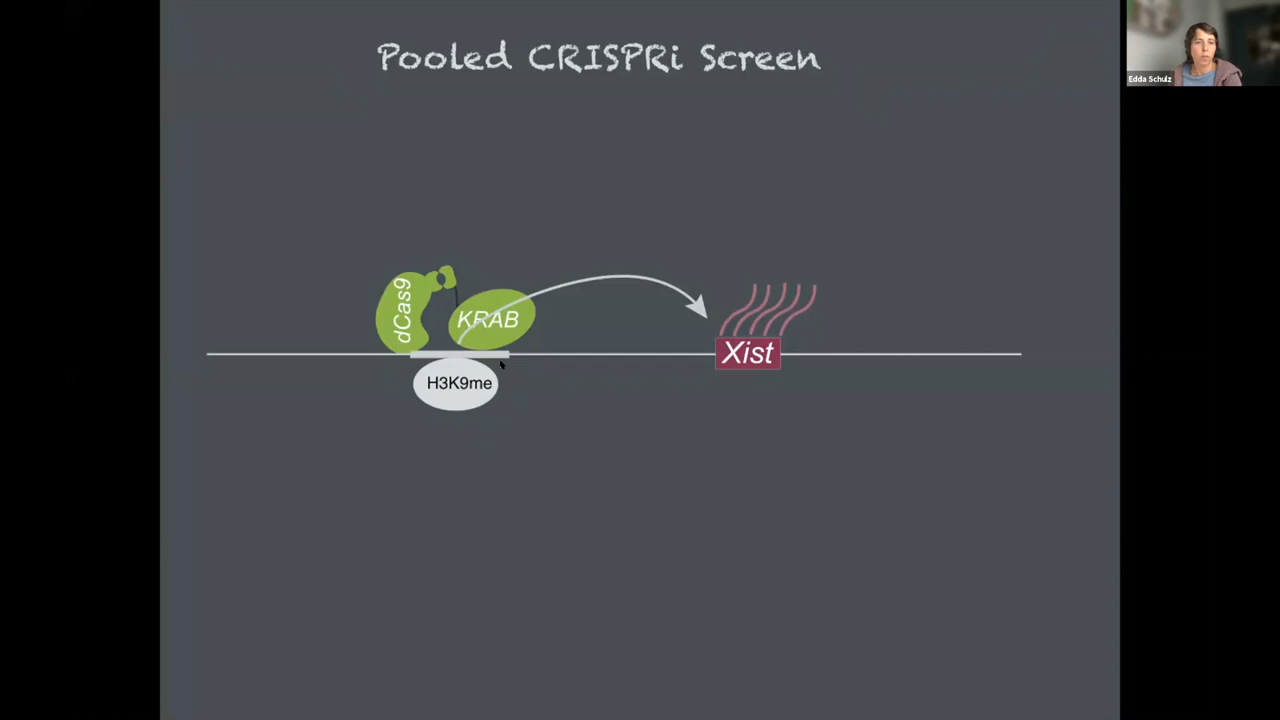 Pooled CRISPRi Screen
Edda Schulz
dCas9
KRAB
Xist
H3K9me